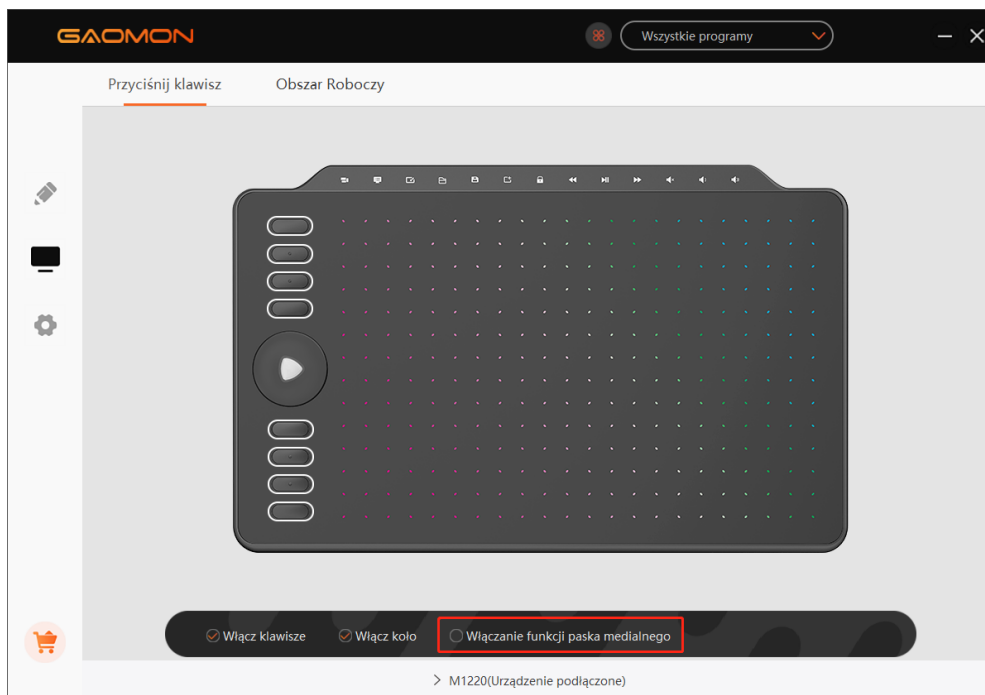 GAOMON
Wszystkie programy
Przyciśnij klawisz
Obszar Roboczy
Włącz klawisze
Włącz koło
Włączanie funkcji paska medialnego
M1220(Urządzenie podłączone)